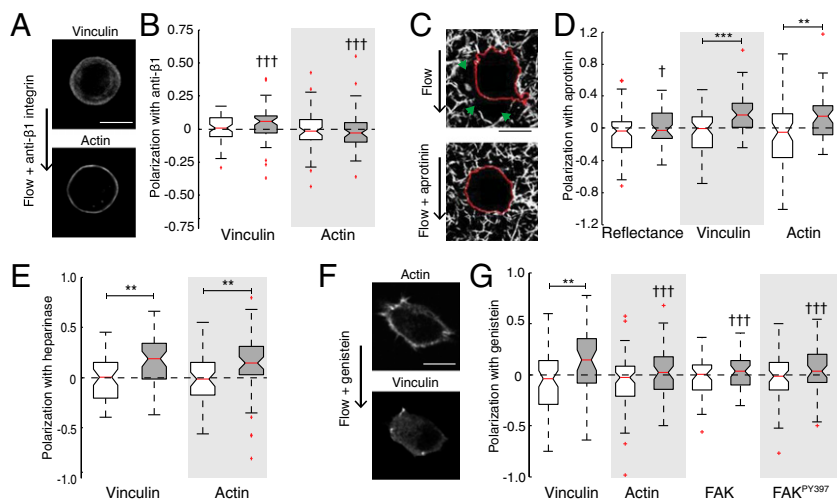 A
Vinculin
Actin
Flow + anti-β1 integrin
B
Polarization with anti-β1
0.75
0.50
0.25
0
-0.25
0.75
†††
†††
Vinculin
Actin
C
Flow
Flow + aprotinin
D
Polarization with aprotinin
1.2
0.8
0.4
0
-0.4
-0.8
-1.2
†
***
**
Reflectance
Vinculin
Actin
E
Polarization with heparinase
1.0
0.5
0
-0.5
-1.0
**
**
Vinculin
Actin
F
Actin
Vinculin
Flow + genistein
G
Polarization with genistein
1.0
0.5
0
-0.5
-1.0
**
†††
†††
†††
Vinculin
Actin
FAK
FAKPY397